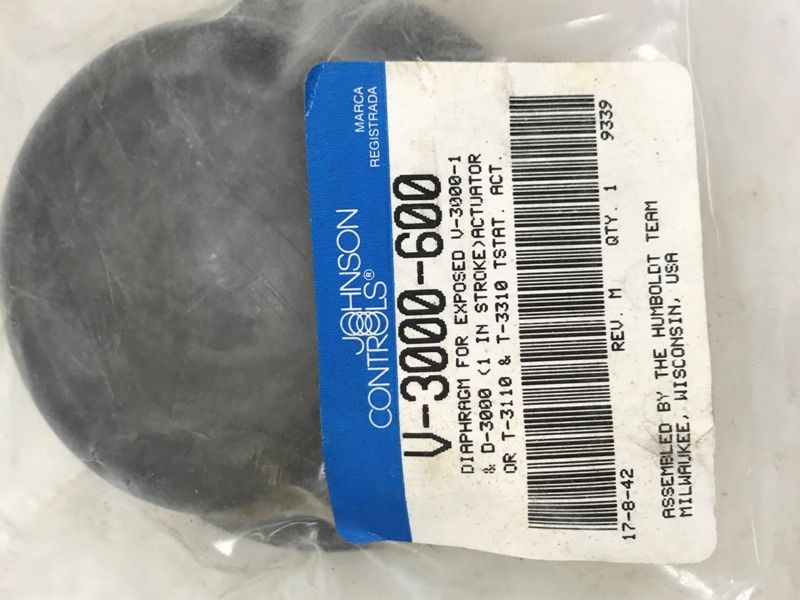 JOHNSON
CONTROLS®
MARCA
REGISTRADA
V-3000-600
DIAPHRAGM FOR EXPOSED V-3000-1
& D-3000 (1 IN STROKE)ACTUATOR
OR T-3110 & T-3310 TSTAT. ACT.
17-8-42 REV. M QTY. 1 9339
ASSEMBLED BY THE HUMBOLDT TEAM
MILWAUKEE, WISCONSIN, USA